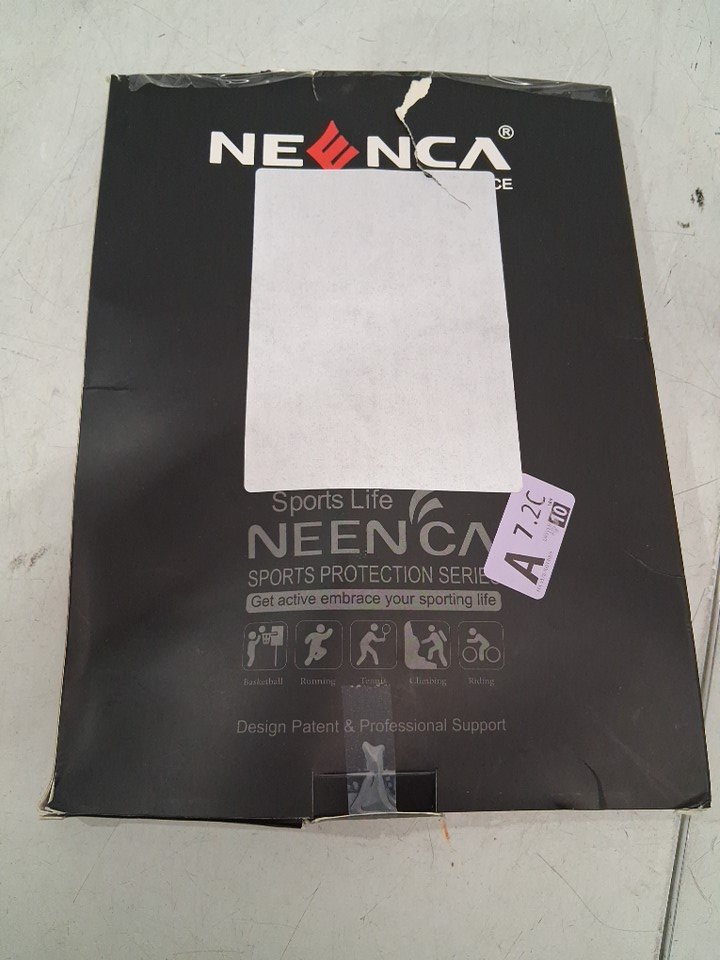 NEENCA®
CE
Sports Life
NEENCA
SPORTS PROTECTION SERIES
Get active embrace your sporting life
Basketball Running Tennis Climbing Riding
Design Patent & Professional Support
A 7.2C
10